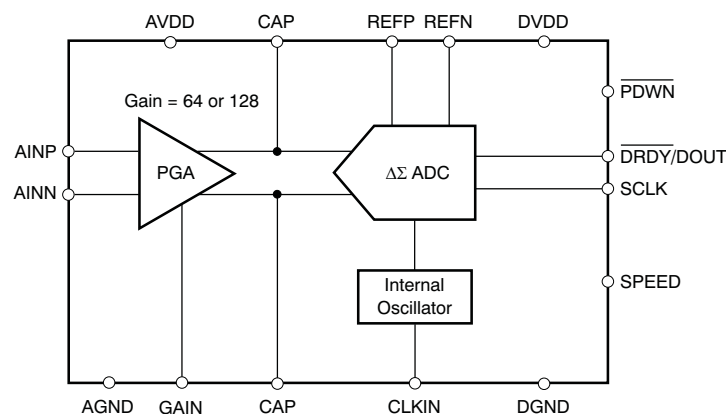 AVDD
CAP
REFP
REFN
DVDD
Gain = 64 or 128
PDWN
AINP
PGA
ΔΣ ADC
DRDY/DOUT
AINN
SCLK
Internal
Oscillator
SPEED
AGND
GAIN
CAP
CLKIN
DGND